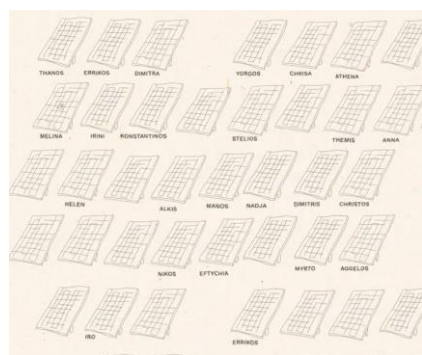 THANOS ERRIKOS DIMITRA YORGOS CHRISA ATHENA
MELINA IRINI KONSTANTINOS STELIOS THEMIS ANNA
HELEN ALKIS MANOS NADJA DIMITRIS CHRISTOS
NIKOS EFTYCHIA MYRTO AGGELOS
IRO ERRIKOS